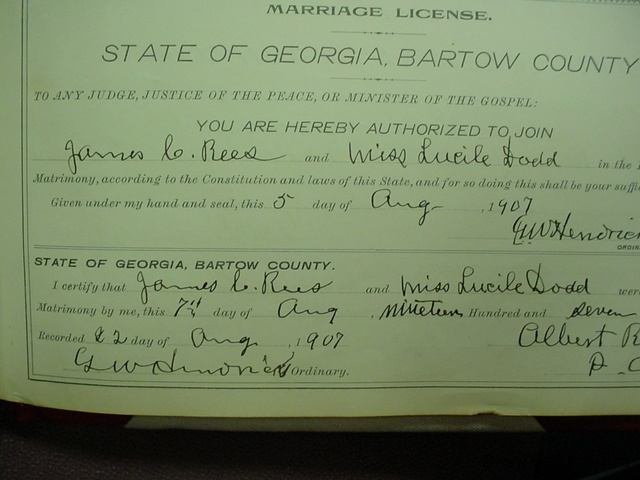 MARRIAGE LICENSE.
STATE OF GEORGIA, BARTOW COUNTY
TO ANY JUDGE, JUSTICE OF THE PEACE, OR MINISTER OF THE GOSPEL:
YOU ARE HEREBY AUTHORIZED TO JOIN
James C. Rees and Miss Lucile Dodd in the
Matrimony, according to the Constitution and laws of this State, and for so doing this shall be your
Given under my hand and seal, this 5 day of Aug ,1907
G.W. Hendricks
STATE OF GEORGIA, BARTOW COUNTY.
I certify that James C. Rees and Miss Lucile Dodd
Matrimony by me, this 7th day of Aug , nineteen Hundred and seven
Recorded 22 day of Aug ,1907 Albert
G W Hendricks Ordinary.